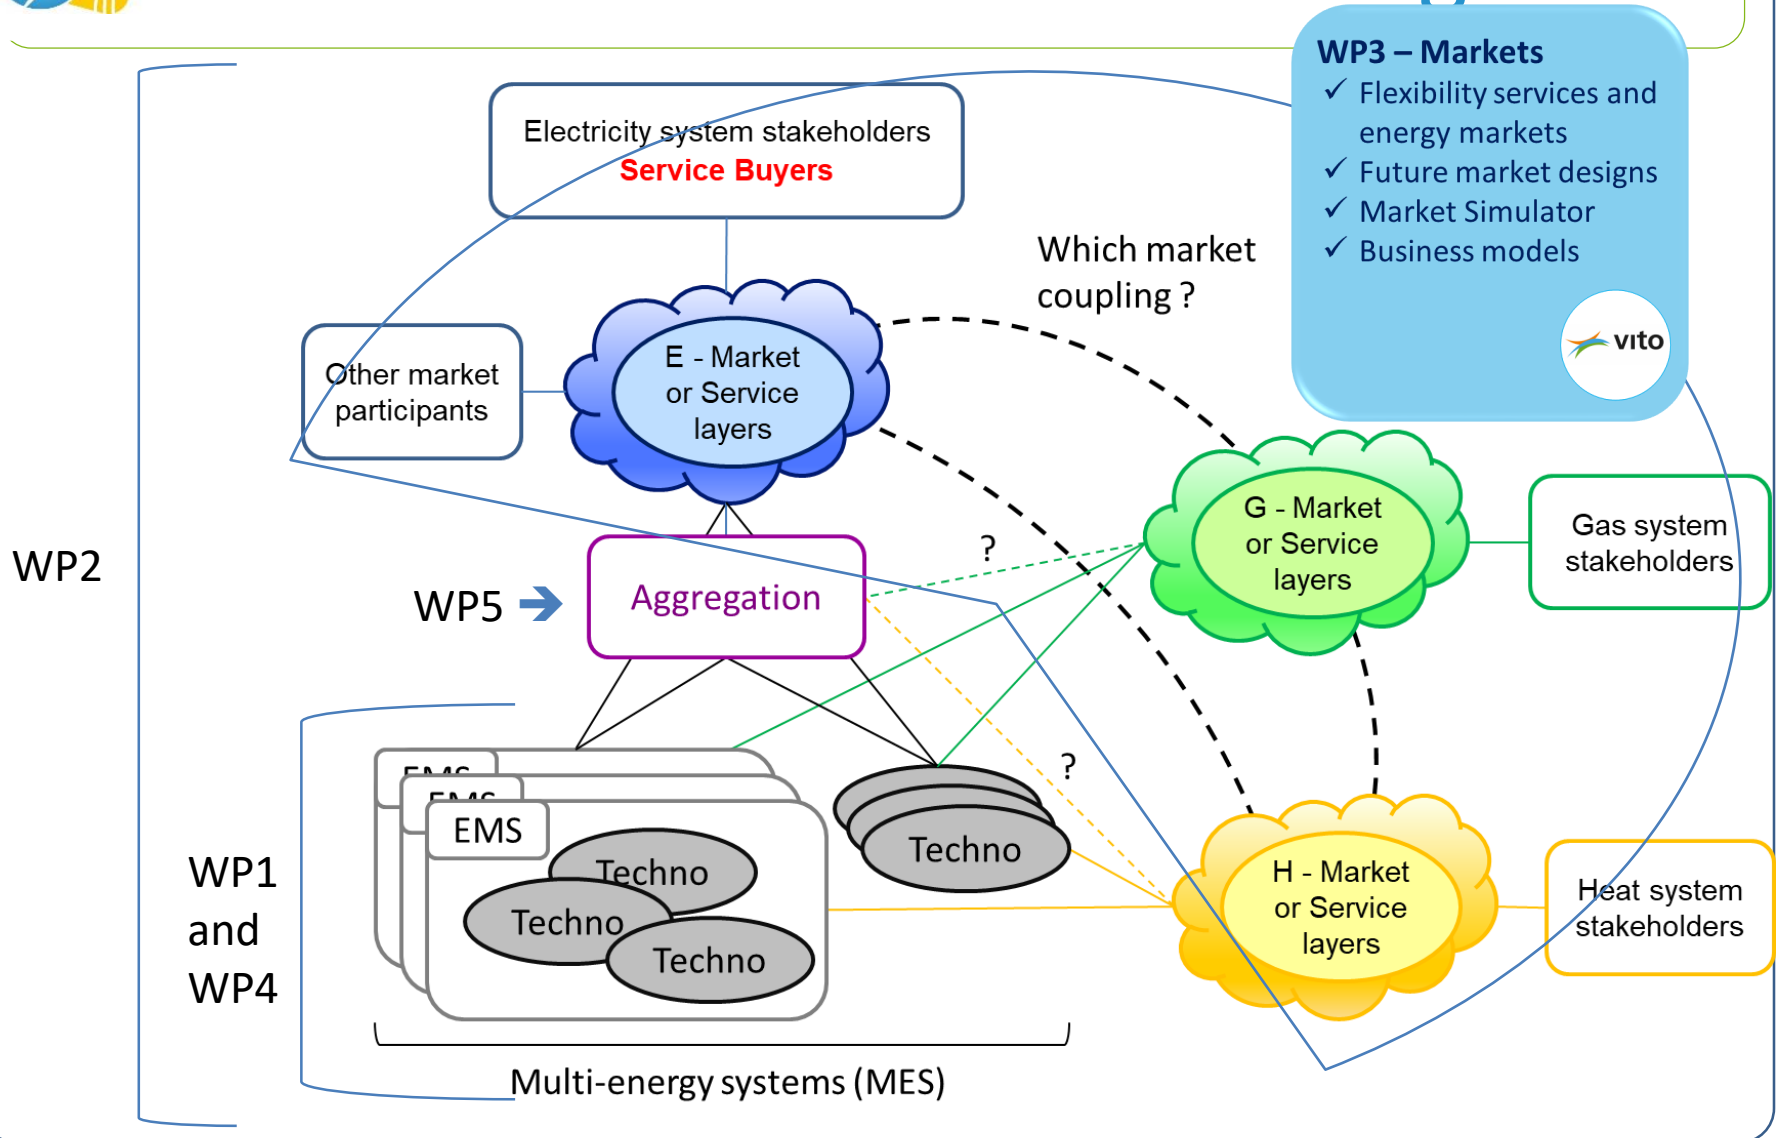 WP3 – Markets
✓ Flexibility services and
energy markets
✓ Future market designs
✓ Market Simulator
✓ Business models
vito
Electricity system stakeholders
Service Buyers
Which market
coupling ?
Other market
participants
E - Market
or Service
layers
G - Market
or Service
layers
Gas system
stakeholders
WP2
?
WP5
Aggregation
?
EMS
EMS
EMS
Techno
Techno
Techno
Techno
WP1
and
WP4
H - Market
or Service
layers
Heat system
stakeholders
Multi-energy systems (MES)